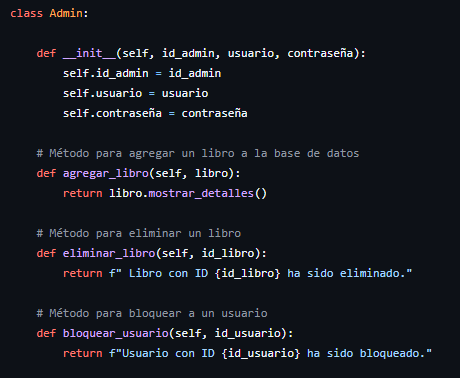 class Admin:
    def __init__(self, id_admin, usuario, contraseña):
        self.id_admin = id_admin
        self.usuario = usuario
        self.contraseña = contraseña
    # Método para agregar un libro a la base de datos
    def agregar_libro(self, libro):
        return libro.mostrar_detalles()
    # Método para eliminar un libro
    def eliminar_libro(self, id_libro):
        return f" Libro con ID {id_libro} ha sido eliminado."
    # Método para bloquear a un usuario
    def bloquear_usuario(self, id_usuario):
        return f"Usuario con ID {id_usuario} ha sido bloqueado."